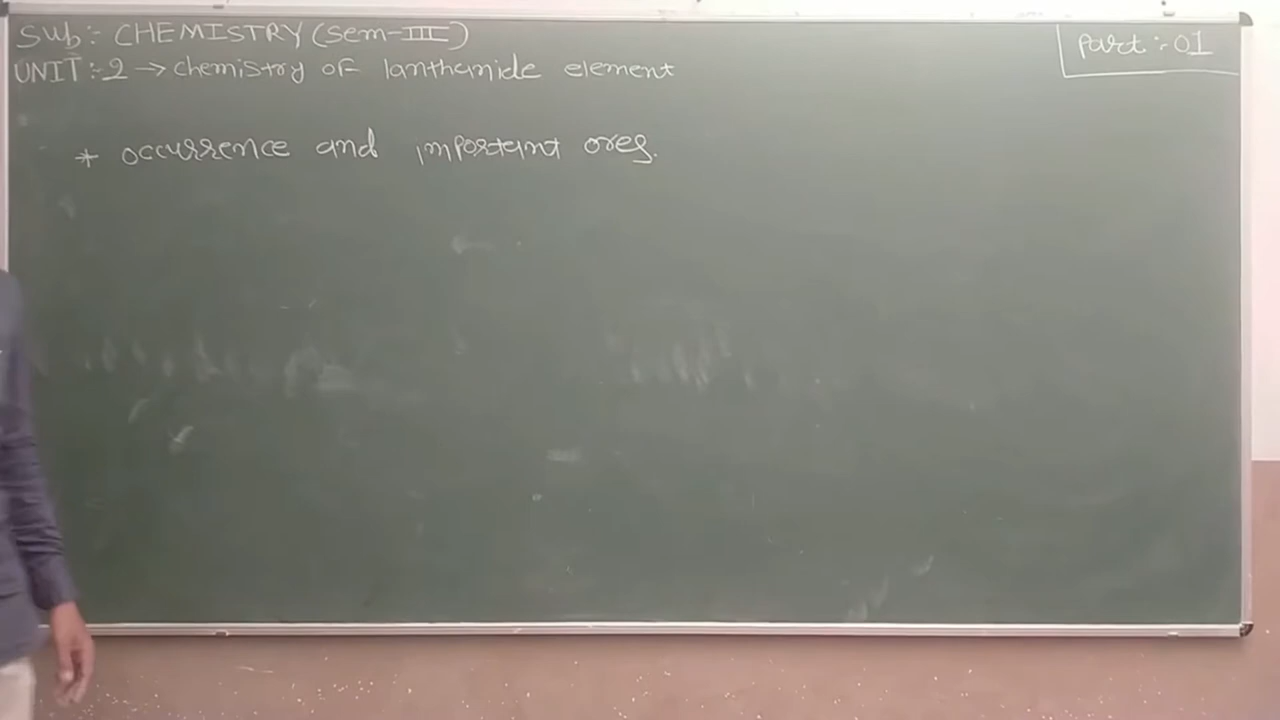 Sub:- CHEMISTRY (Sem-III)
Part:-01
UNIT:-2 → chemistry of lanthanide element
* occurrence and important ores.